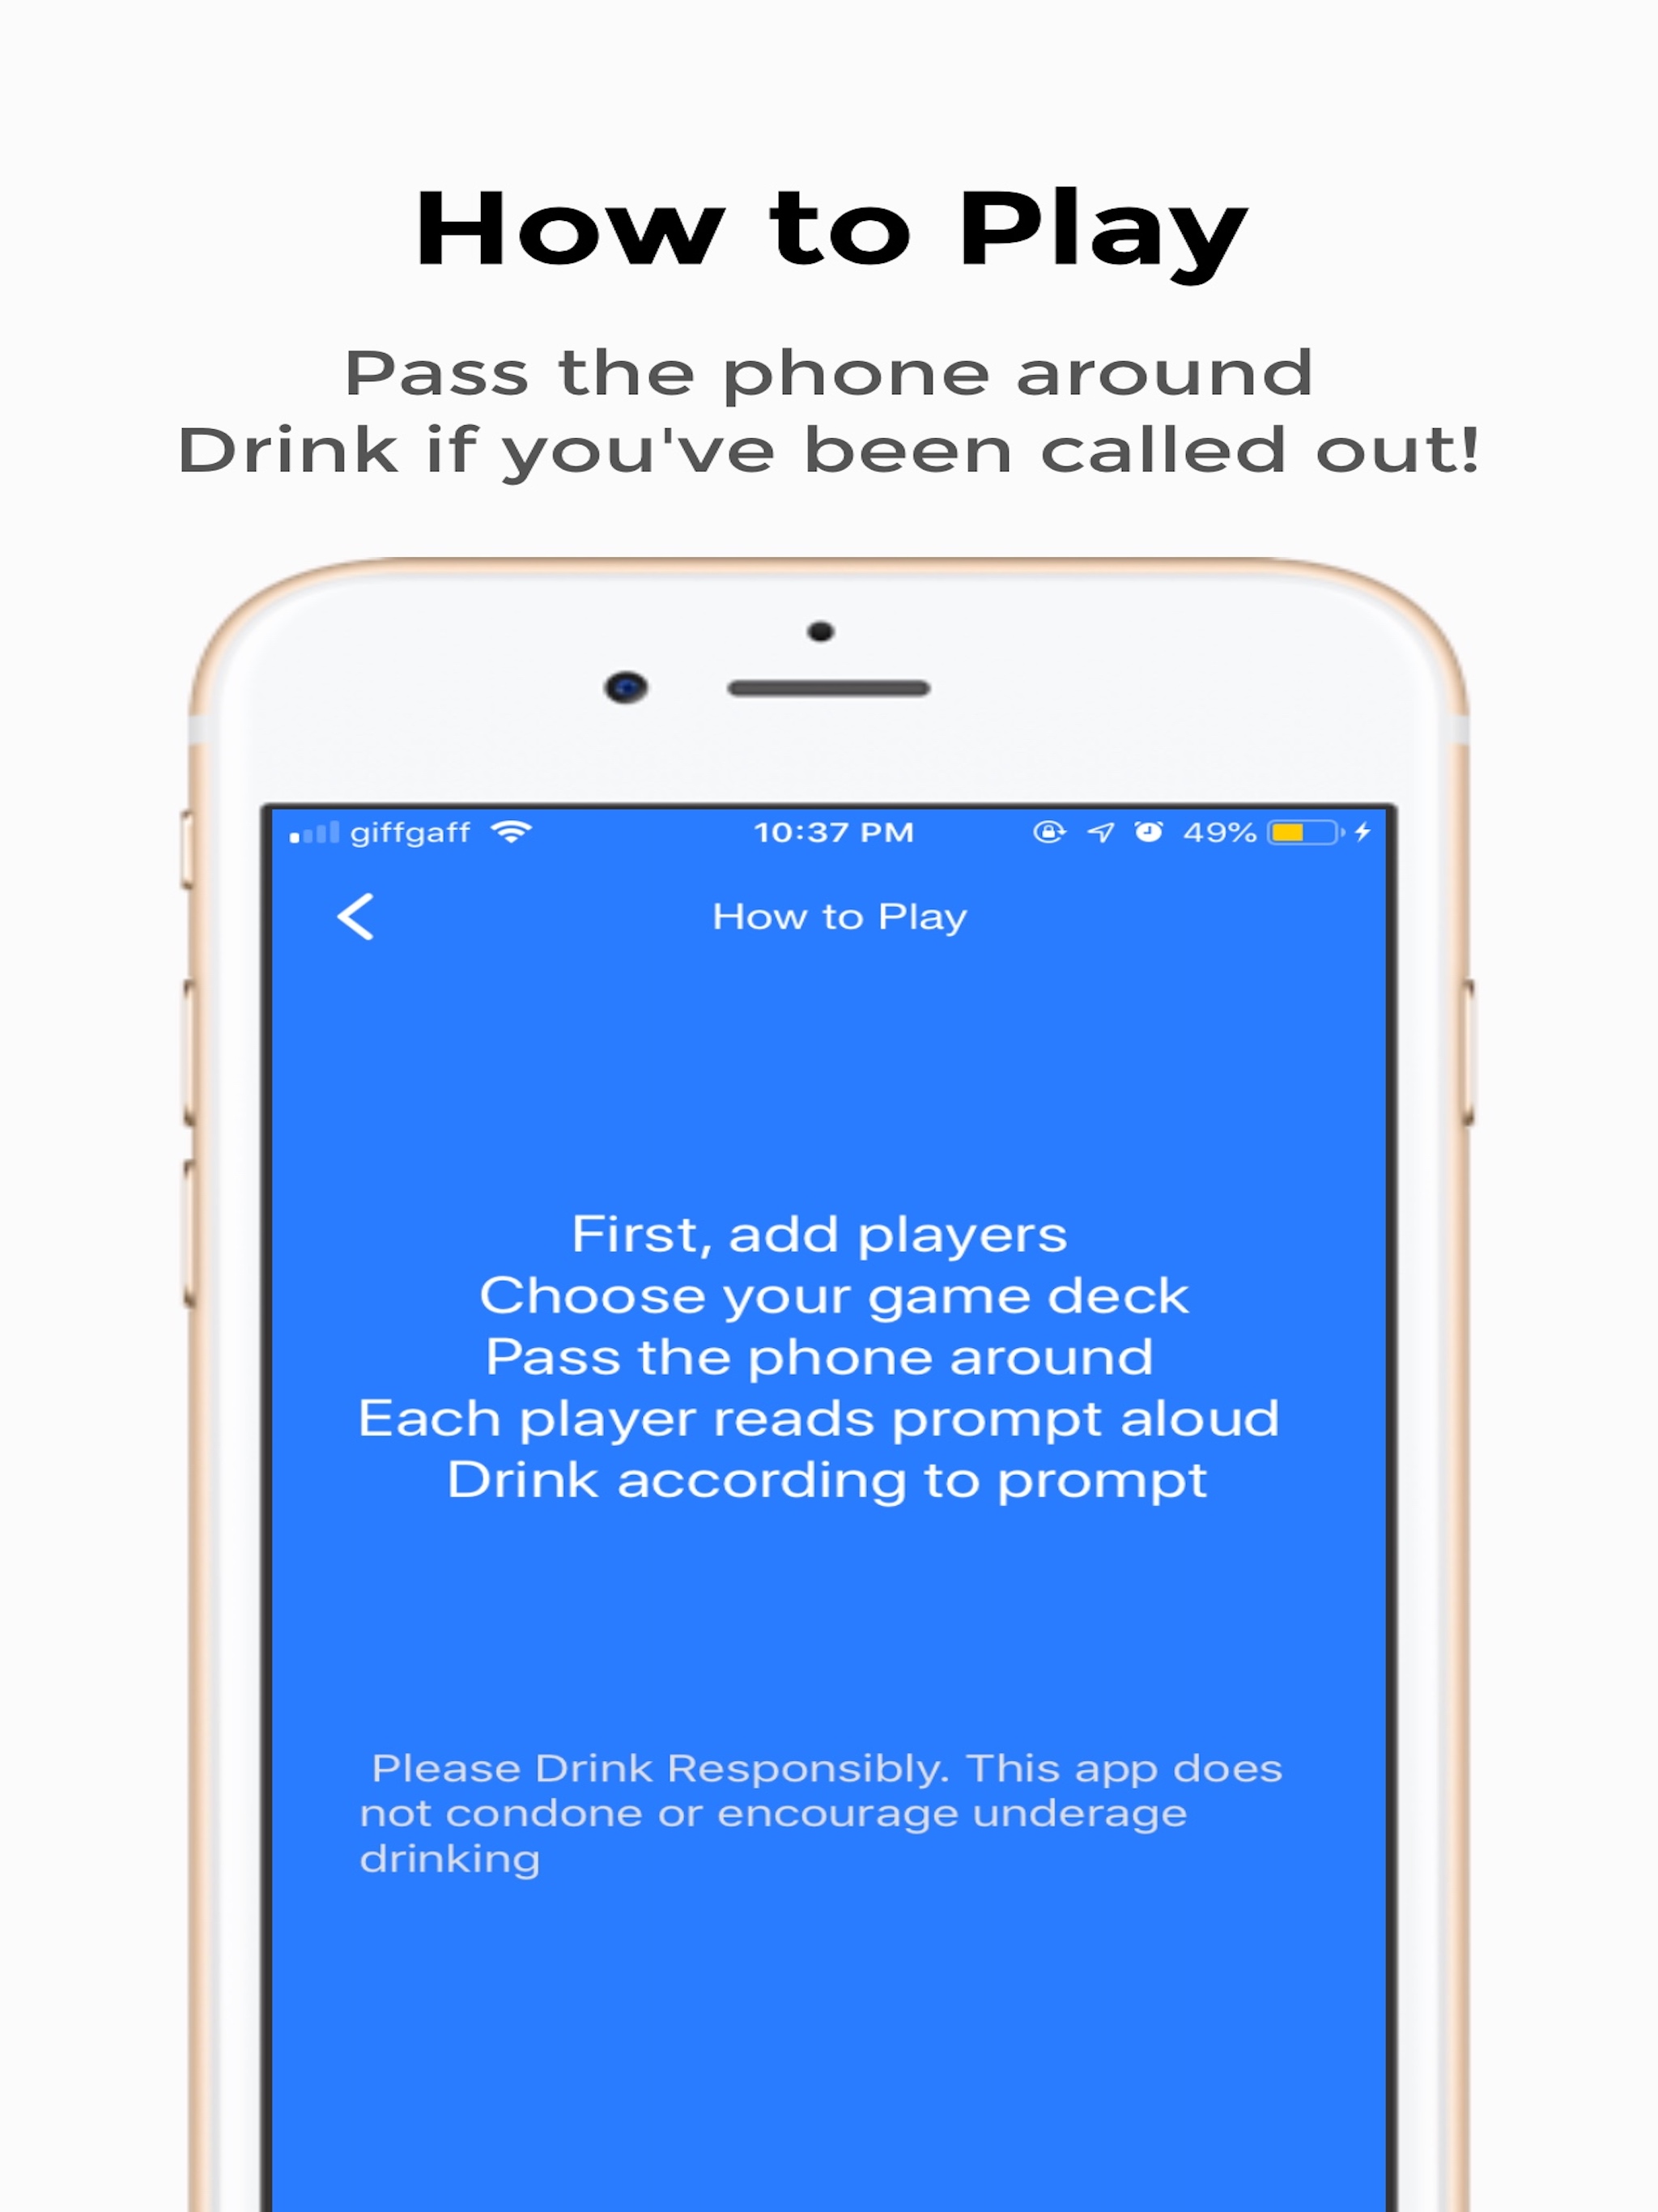 How to Play
Pass the phone around
Drink if you've been called out!
giffgaff 10:37 PM 49%
How to Play
First, add players
Choose your game deck
Pass the phone around
Each player reads prompt aloud
Drink according to prompt
Please Drink Responsibly. This app does
not condone or encourage underage
drinking